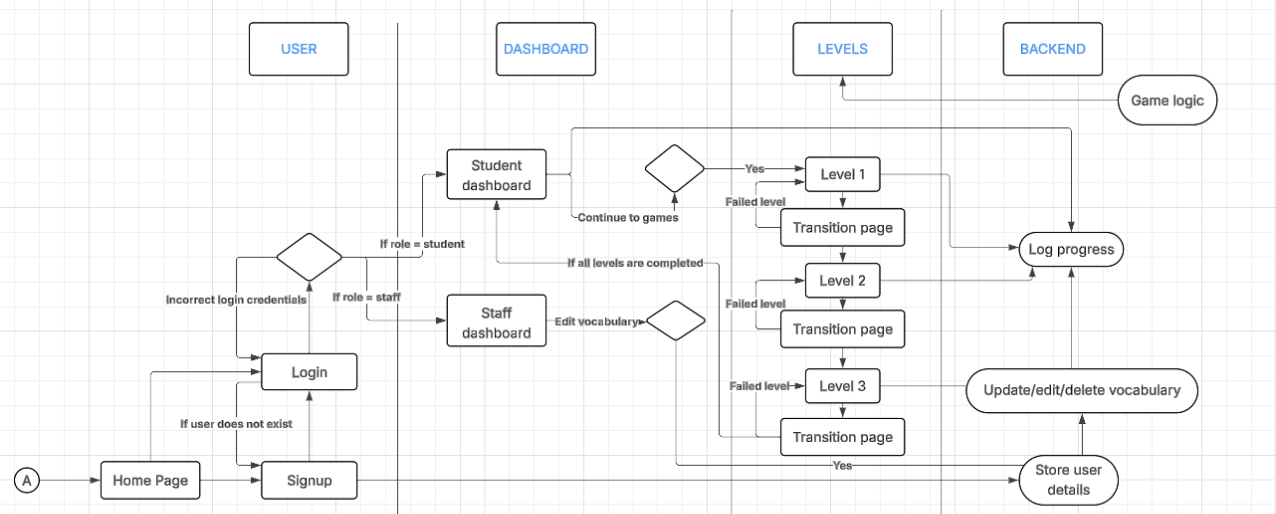 USER
DASHBOARD
LEVELS
BACKEND
Game logic
Student
dashboard
Yes
Level 1
Failed level
Continue to games
Transition page
If role = student
Log progress
If all levels are completed
Level 2
Incorrect login credentials
If role = staff
Failed level
Staff
dashboard
Edit vocabulary
Transition page
Login
Failed level
Level 3
Update/edit/delete vocabulary
If user does not exist
Transition page
Yes
A
Home Page
Signup
Store user
details